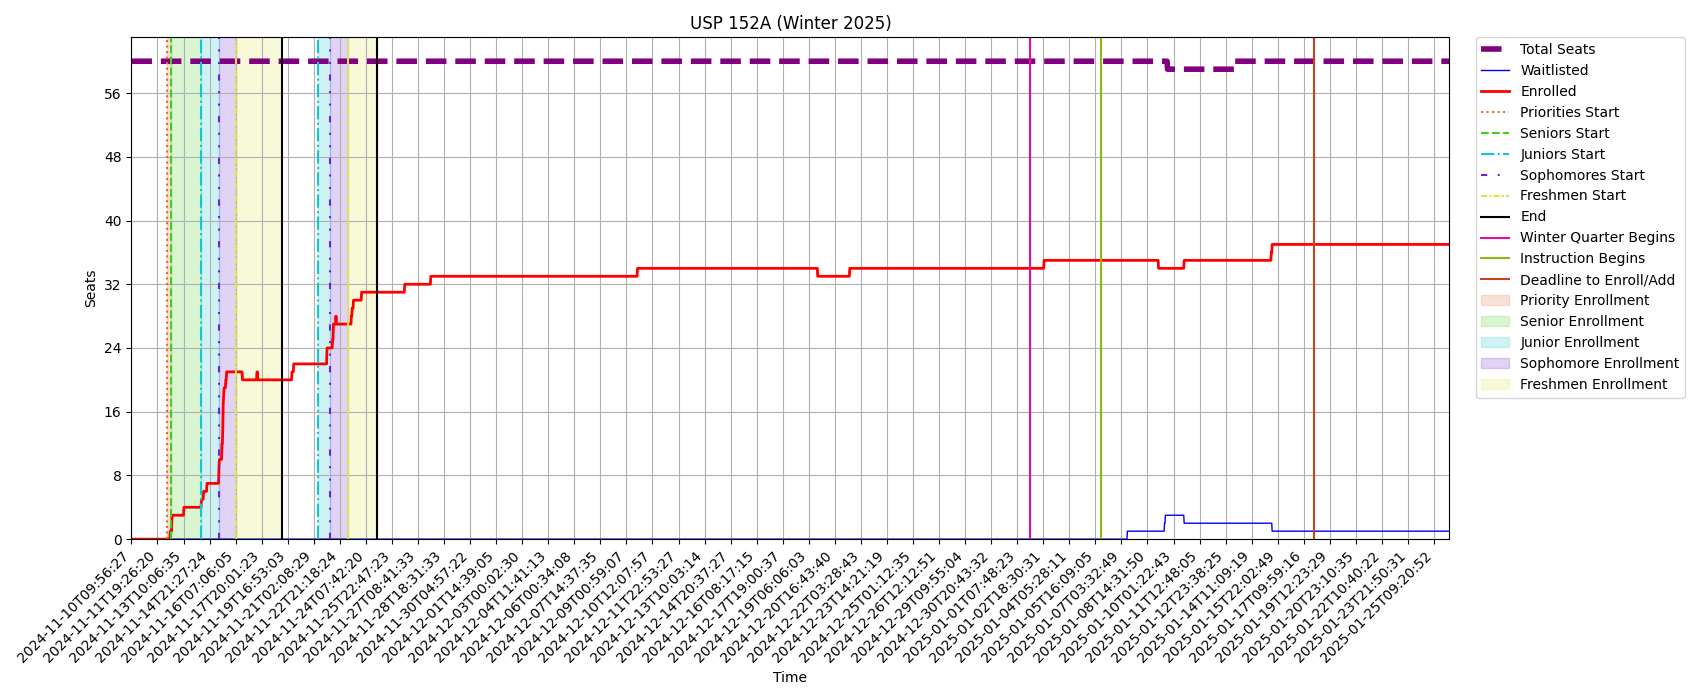 USP 152A (Winter 2025)
Seats
56
48
40
32
24
16
8
0
2024-11-10T09:56:27
2024-11-11T19:26:20
2024-11-13T10:06:35
2024-11-14T21:27:24
2024-11-16T07:06:05
2024-11-17T20:01:23
2024-11-19T16:53:03
2024-11-21T02:08:29
2024-11-22T21:18:24
2024-11-24T07:42:20
2024-11-25T22:47:23
2024-11-27T08:41:33
2024-11-28T18:31:33
2024-11-30T04:57:22
2024-12-01T14:39:05
2024-12-03T00:02:30
2024-12-04T11:41:13
2024-12-06T00:34:08
2024-12-07T14:37:35
2024-12-09T00:59:07
2024-12-10T12:07:57
2024-12-11T22:53:27
2024-12-13T10:03:14
2024-12-14T20:37:27
2024-12-16T08:17:15
2024-12-17T19:00:37
2024-12-19T06:06:03
2024-12-20T16:43:40
2024-12-22T03:28:43
2024-12-23T14:21:19
2024-12-25T01:12:35
2024-12-26T12:12:51
2024-12-29T09:55:04
2024-12-30T20:43:32
2025-01-01T07:48:23
2025-01-02T18:30:31
2025-01-04T05:28:11
2025-01-05T16:09:05
2025-01-07T03:32:49
2025-01-08T14:31:50
2025-01-10T01:22:43
2025-01-11T12:48:05
2025-01-12T23:38:25
2025-01-14T11:09:19
2025-01-15T22:02:49
2025-01-17T09:59:16
2025-01-19T12:23:29
2025-01-20T23:10:35
2025-01-22T10:40:22
2025-01-23T21:50:31
2025-01-25T09:20:52
Time
Total Seats
Waitlisted
Enrolled
Priorities Start
Seniors Start
Juniors Start
Sophomores Start
Freshmen Start
End
Winter Quarter Begins
Instruction Begins
Deadline to Enroll/Add
Priority Enrollment
Senior Enrollment
Junior Enrollment
Sophomore Enrollment
Freshmen Enrollment